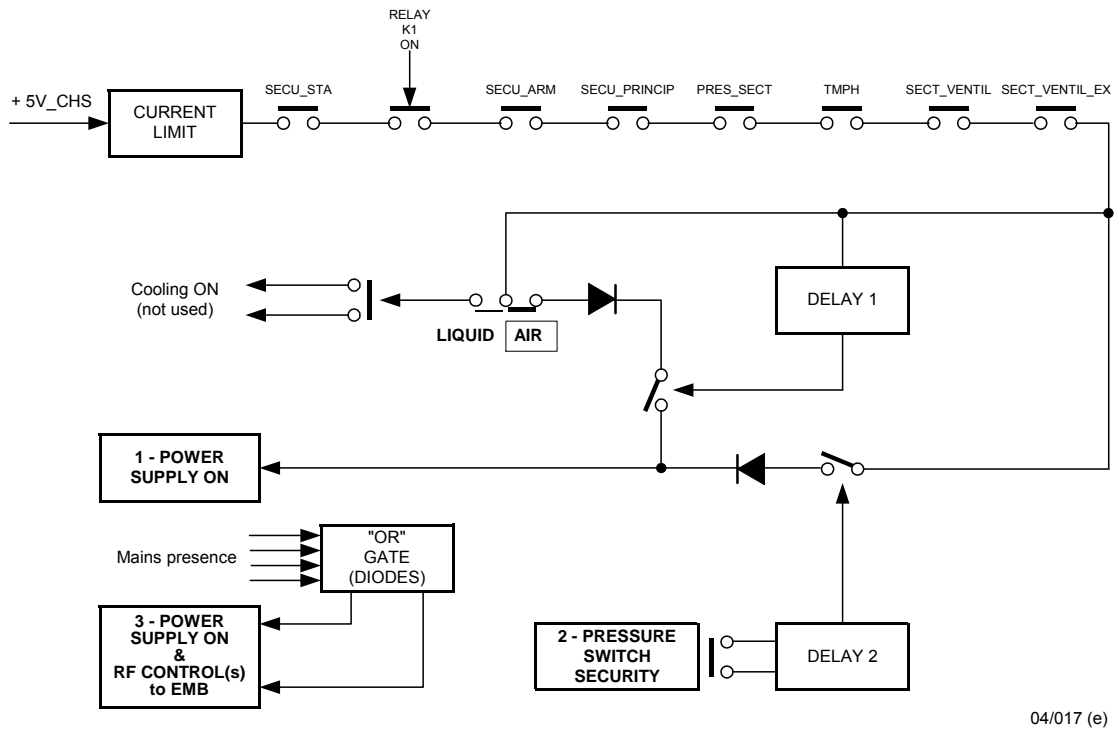 RELAY
K1
ON
+ 5V_CHS
CURRENT
LIMIT
SECU_STA
SECU_ARM
SECU_PRINCIP
PRES_SECT
TMPH
SECT_VENTIL
SECT_VENTIL_EX
Cooling ON
(not used)
LIQUID
AIR
DELAY 1
1 - POWER
SUPPLY ON
Mains presence
"OR"
GATE
(DIODES)
3 - POWER
SUPPLY ON
&
RF CONTROL(s)
to EMB
2 - PRESSURE
SWITCH
SECURITY
DELAY 2
04/017 (e)